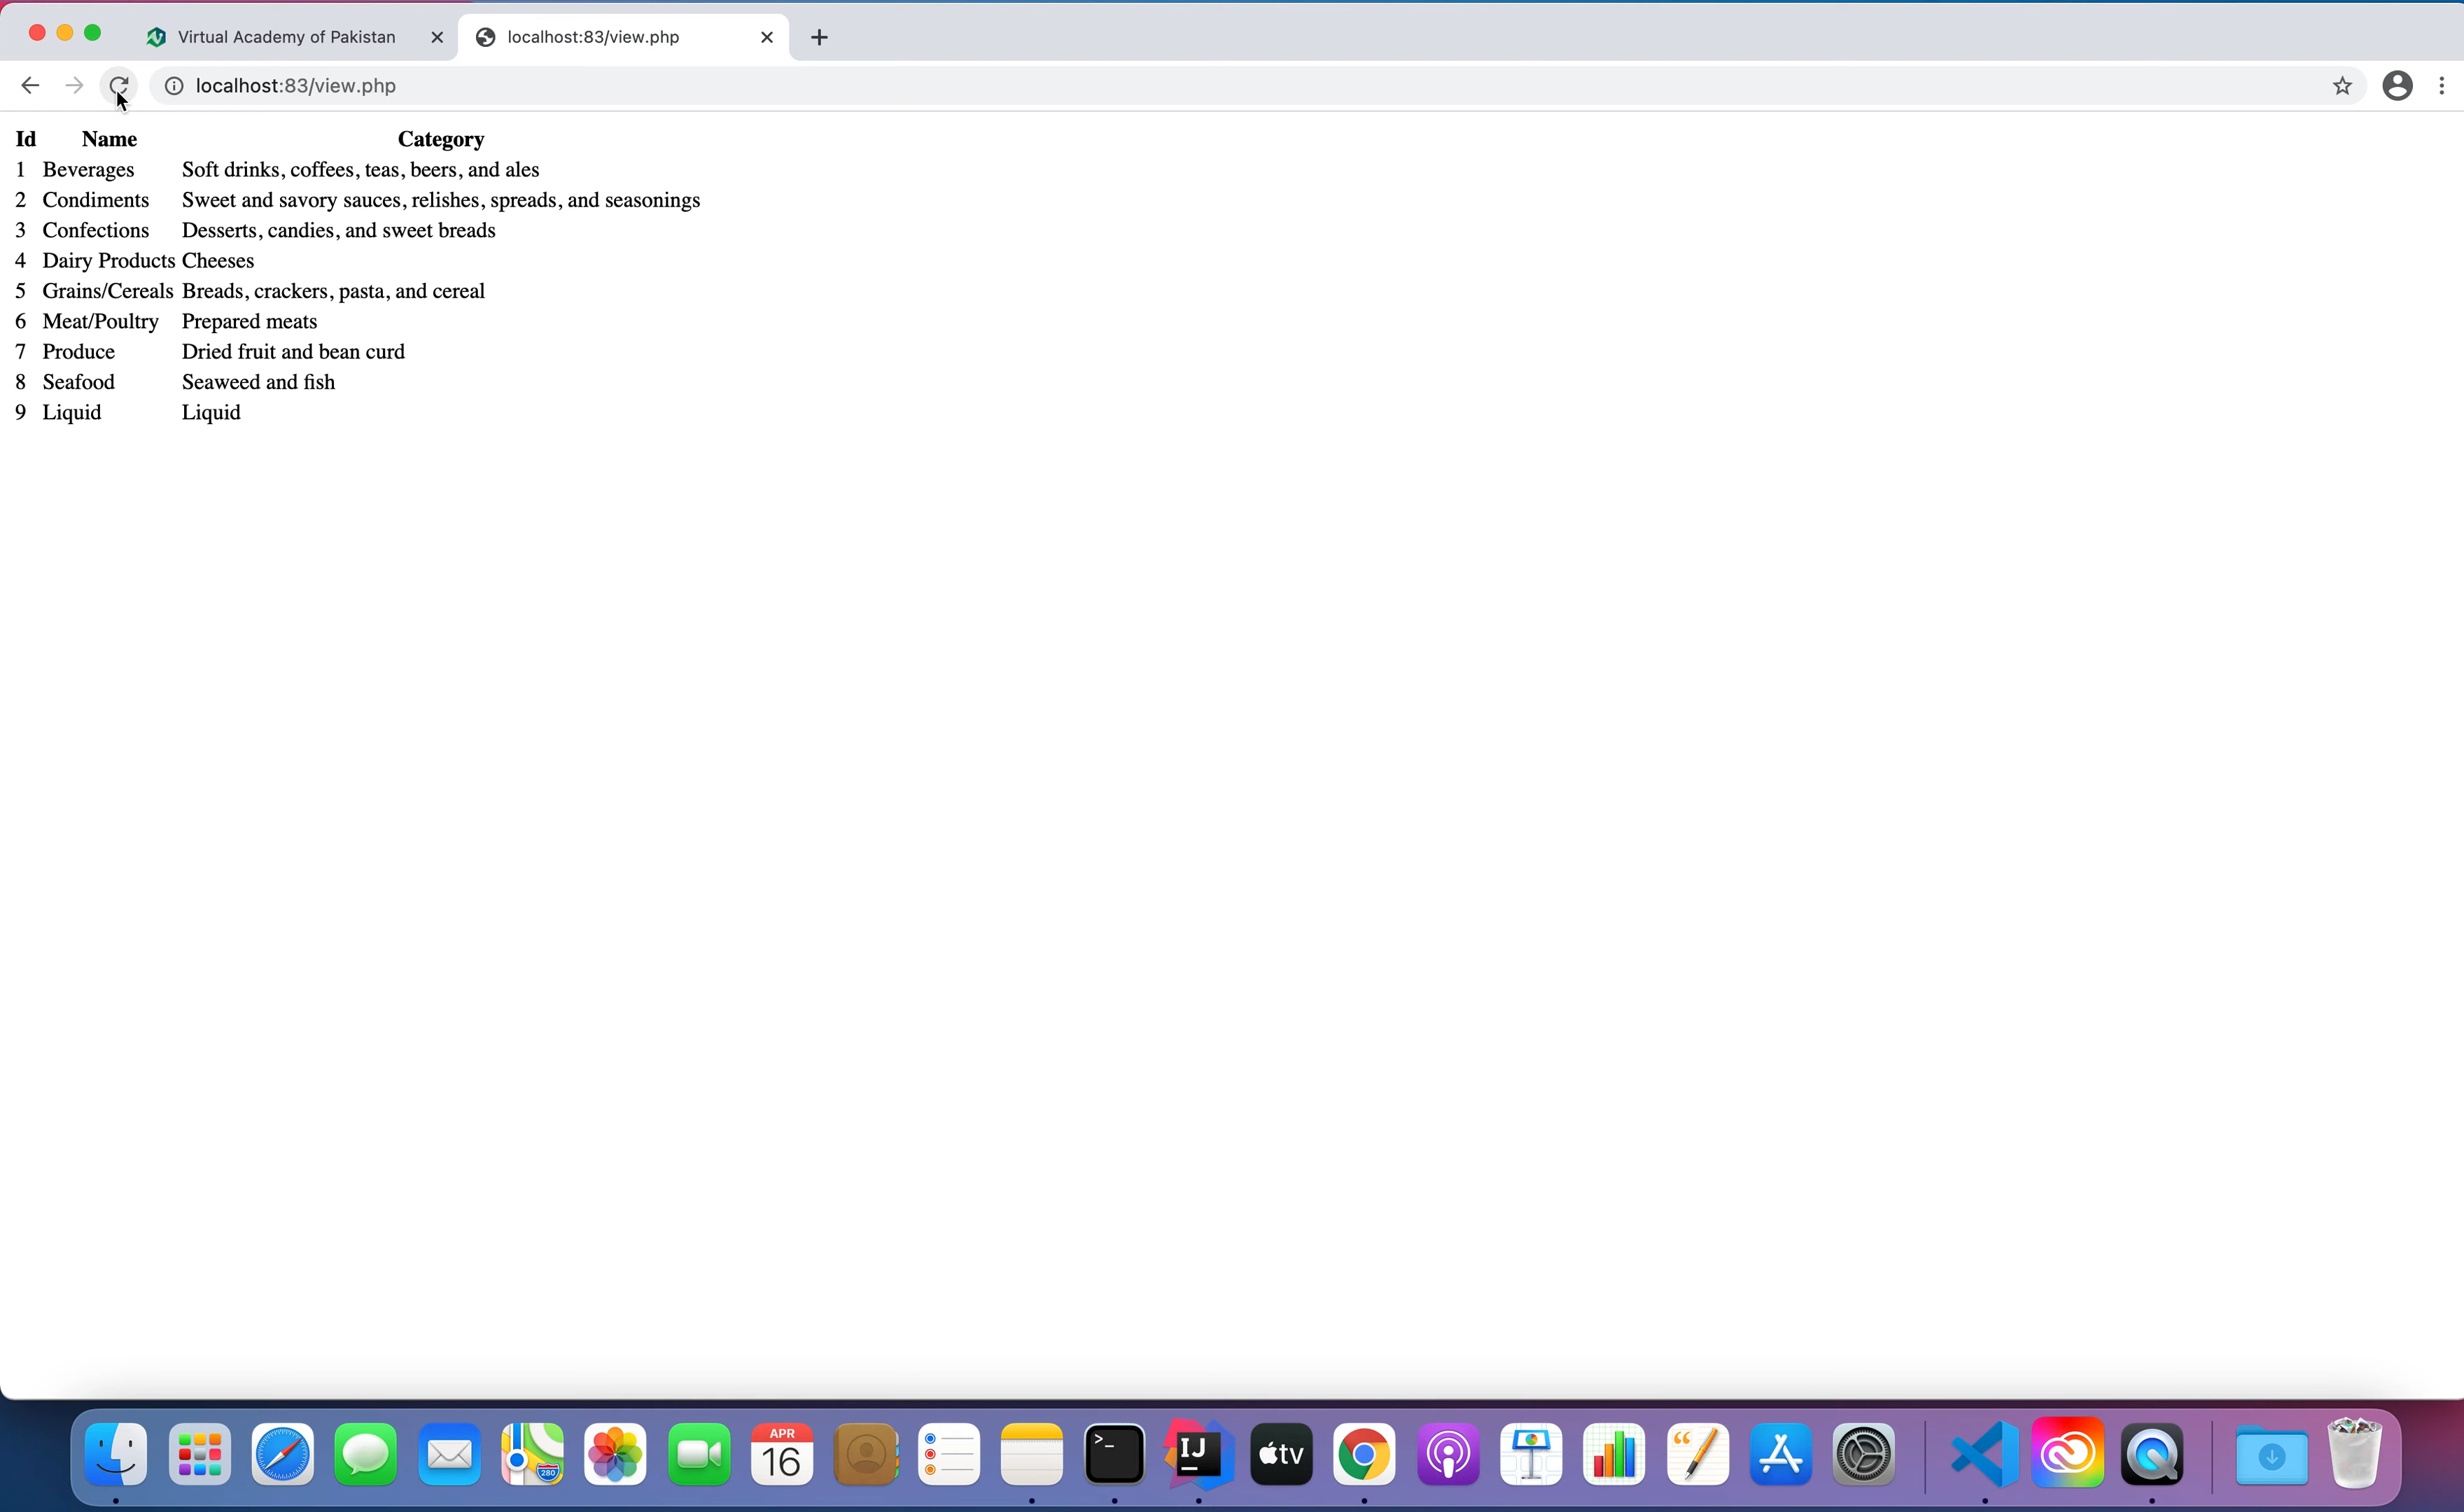 Virtual Academy of Pakistan
localhost:83/view.php
localhost:83/view.php
Id Name Category
1 Beverages Soft drinks, coffees, teas, beers, and ales
2 Condiments Sweet and savory sauces, relishes, spreads, and seasonings
3 Confections Desserts, candies, and sweet breads
4 Dairy Products Cheeses
5 Grains/Cereals Breads, crackers, pasta, and cereal
6 Meat/Poultry Prepared meats
7 Produce Dried fruit and bean curd
8 Seafood Seaweed and fish
9 Liquid Liquid
280
APR
16
>_
IJ
tv